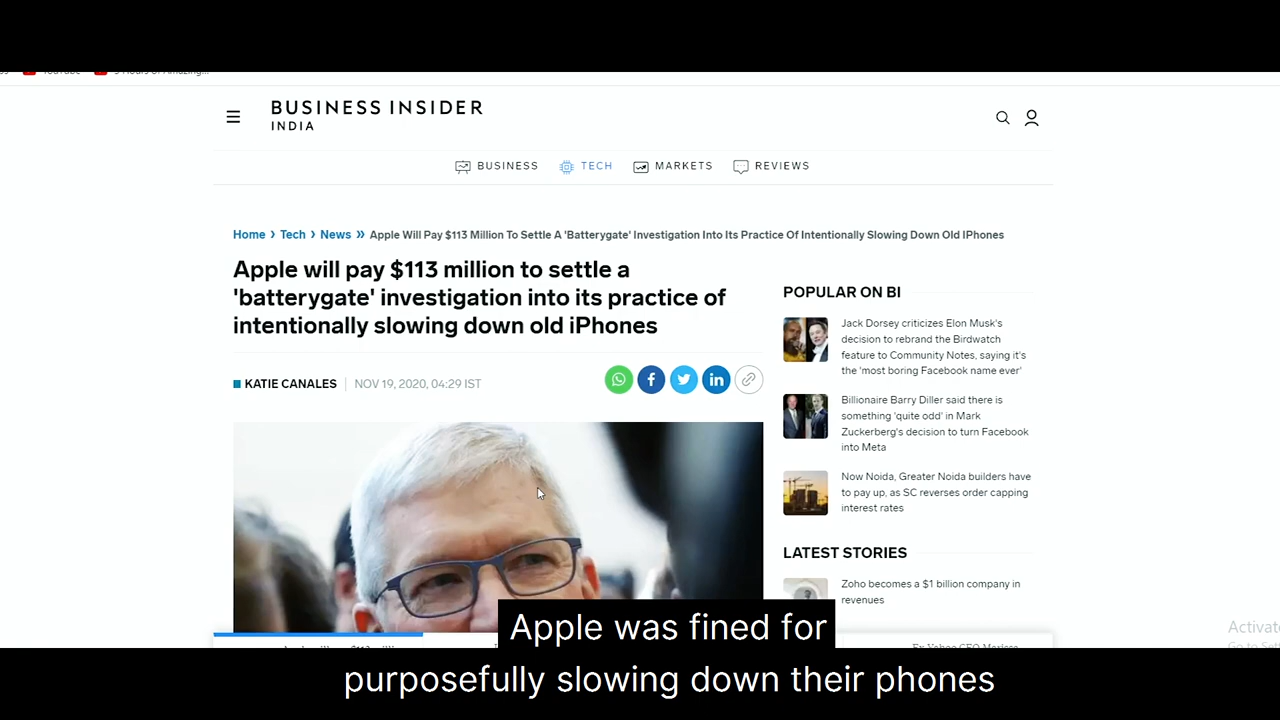 YouTube
BUSINESS INSIDER
INDIA
BUSINESS
TECH
MARKETS
REVIEWS
Home › Tech › News » Apple Will Pay $113 Million To Settle A 'Batterygate' Investigation Into Its Practice Of Intentionally Slowing Down Old IPhones
Apple will pay $113 million to settle a
'batterygate' investigation into its practice of
intentionally slowing down old iPhones
KATIE CANALES
NOV 19, 2020, 04:29 IST
POPULAR ON BI
Jack Dorsey criticizes Elon Musk's
decision to rebrand the Birdwatch
feature to Community Notes, saying it's
the 'most boring Facebook name ever'
Billionaire Barry Diller said there is
something 'quite odd' in Mark
Zuckerberg's decision to turn Facebook
into Meta
Now Noida, Greater Noida builders have
to pay up, as SC reverses order capping
interest rates
LATEST STORIES
Zoho becomes a $1 billion company in
revenues
Activate
Apple was fined for
purposefully slowing down their phones